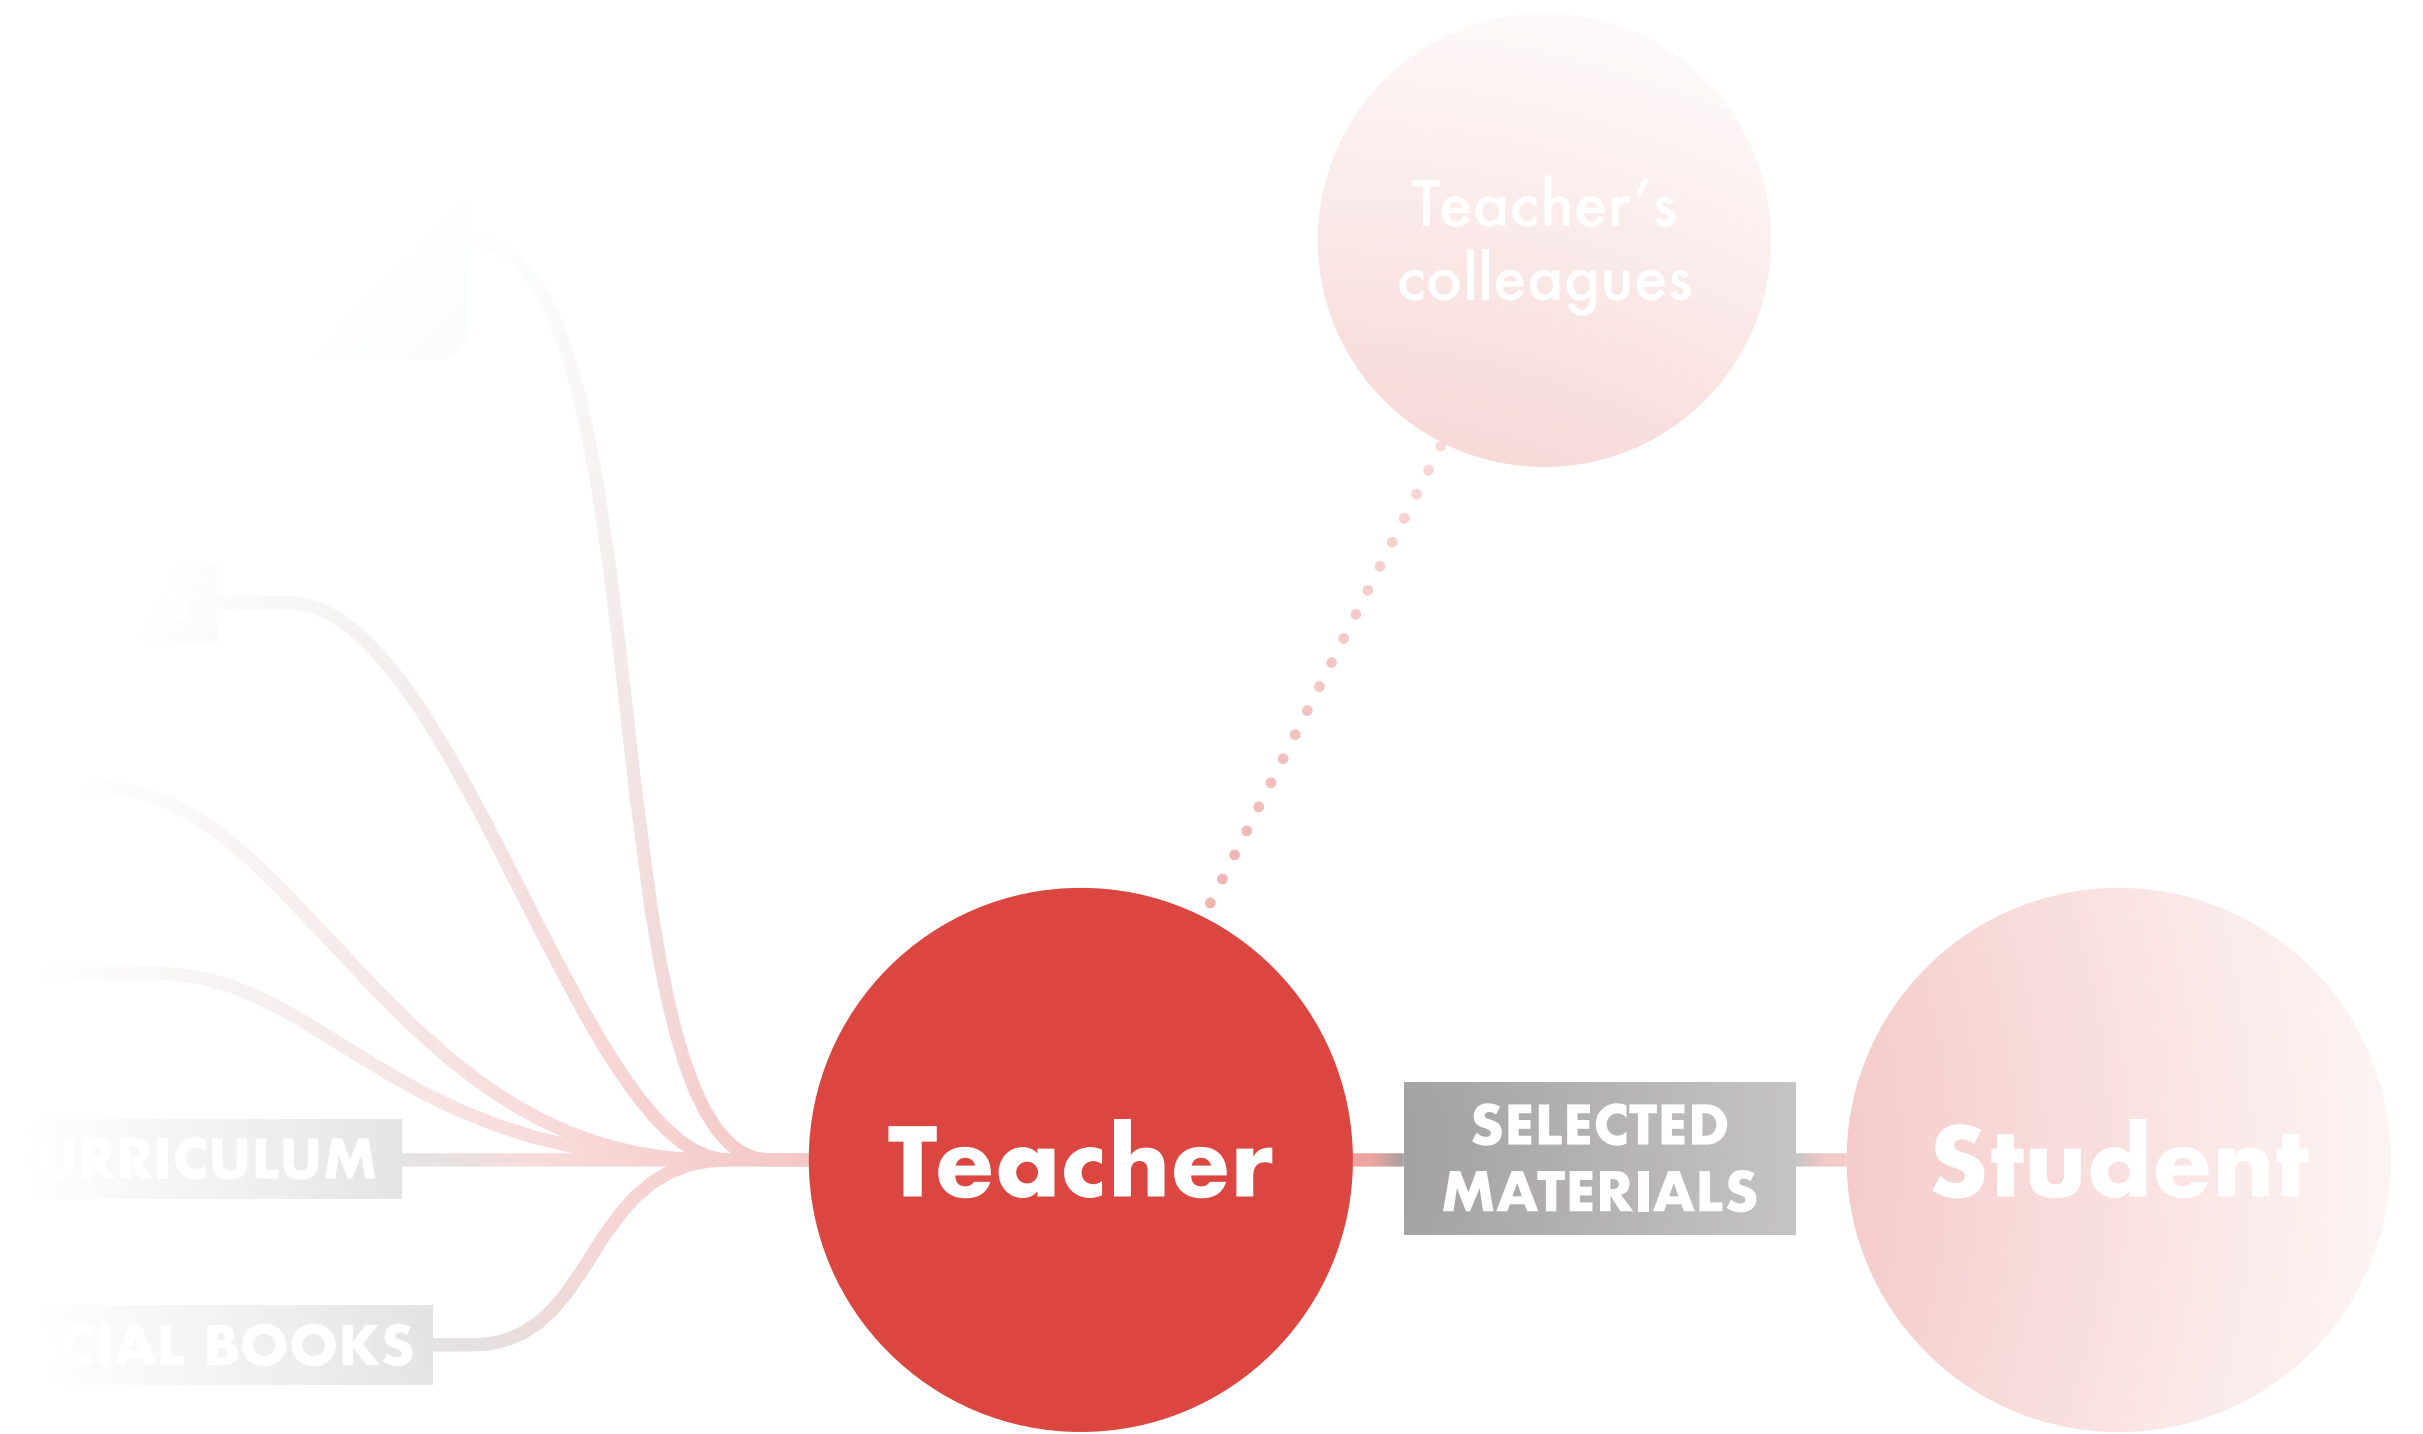 Teacher’s
colleagues
S
URRICULUM
Teacher
SELECTED
MATERIALS
Student
CIAL BOOKS